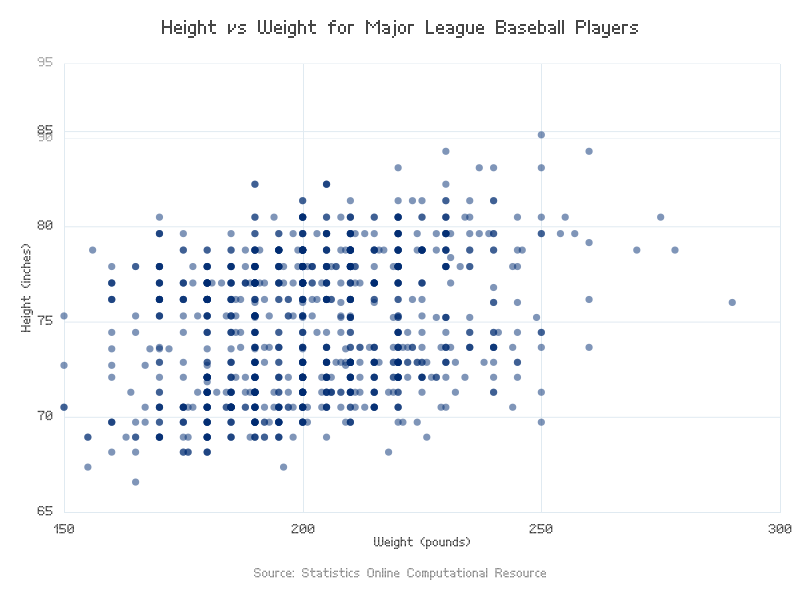 Height vs Weight for Major League Baseball Players
95
85
90
80
75
70
65
Height (inches)
150 200 250 300
Weight (pounds)
Source: Statistics Online Computational Resource